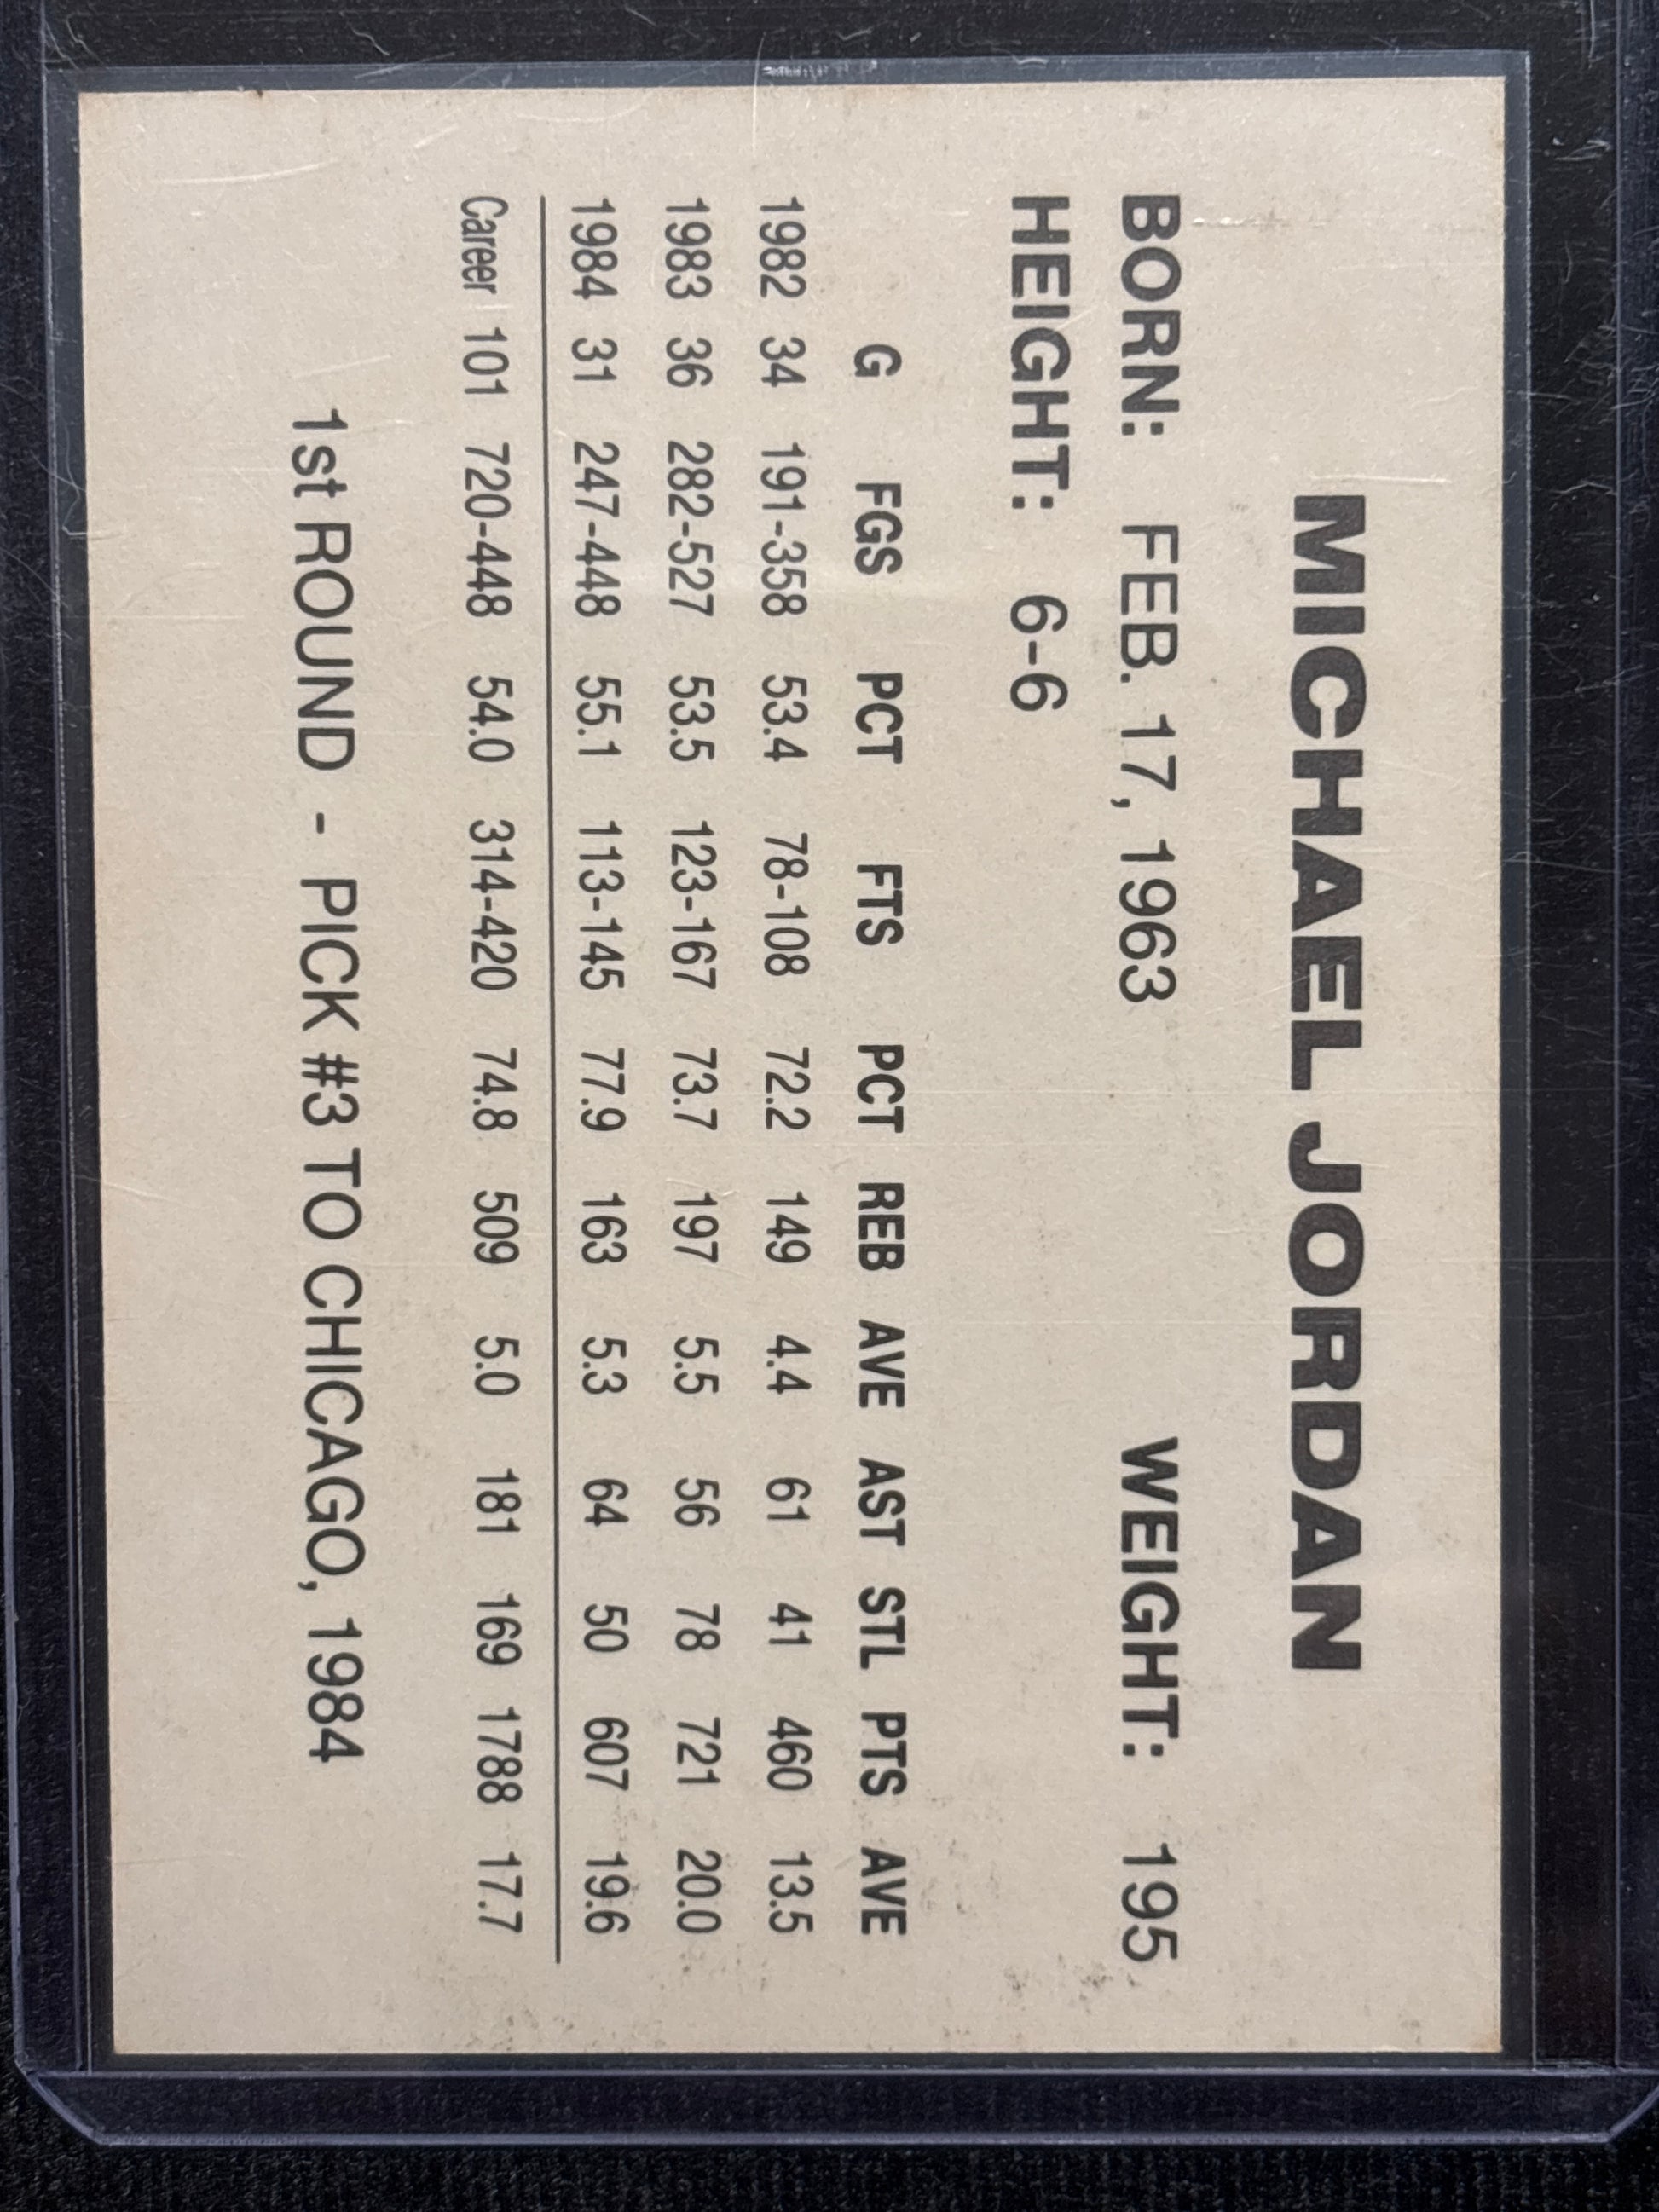 MICHAEL JORDAN
BORN: FEB. 17, 1963 WEIGHT: 195
HEIGHT: 6-6
G FGS PCT FTS PCT REB AVE AST STL PTS AVE
1982 34 191-358 53.4 78-108 72.2 149 4.4 61 41 460 13.5
1983 36 282-527 53.5 123-167 73.7 197 5.5 56 78 721 20.0
1984 31 247-448 55.1 113-145 77.9 163 5.3 64 50 607 19.6
Career 101 720-448 54.0 314-420 74.8 509 5.0 181 169 1788 17.7
1st ROUND - PICK #3 TO CHICAGO, 1984